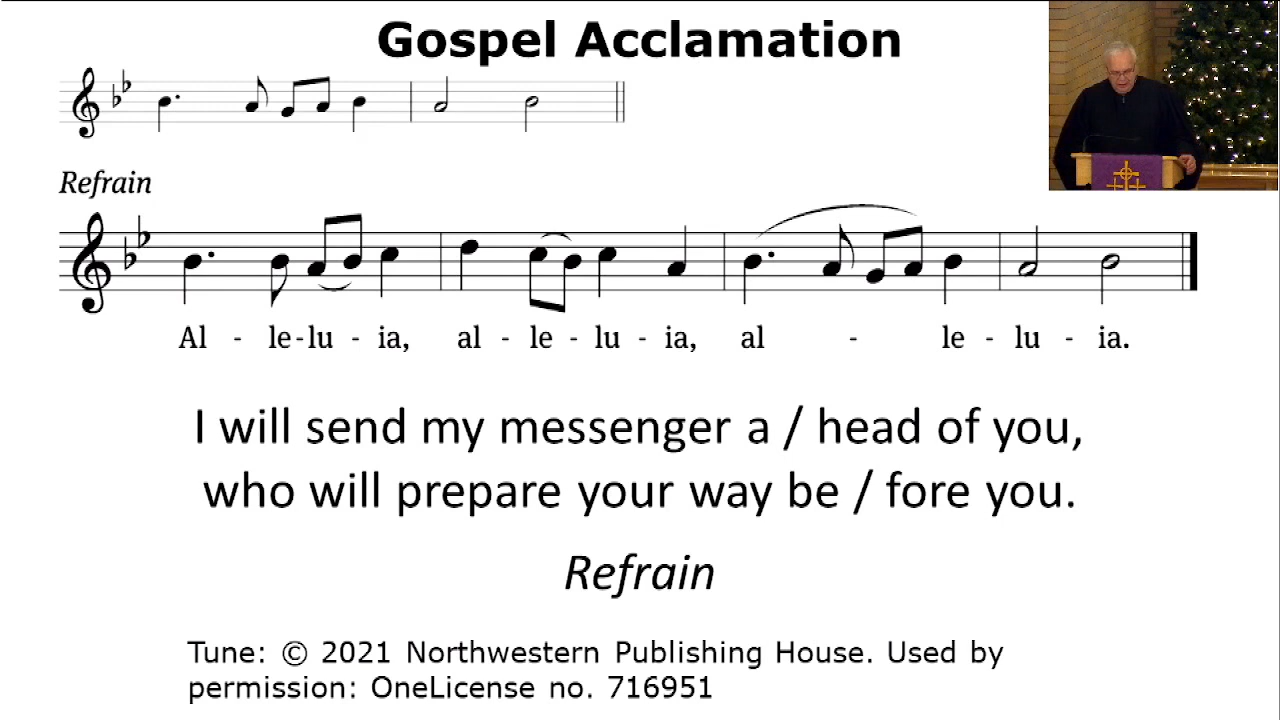 Gospel Acclamation
Refrain
Al - le-lu - ia, al - le - lu - ia, al - le - lu - ia.
I will send my messenger a / head of you,
who will prepare your way be / fore you.
Refrain
Tune: © 2021 Northwestern Publishing House. Used by
permission: OneLicense no. 716951